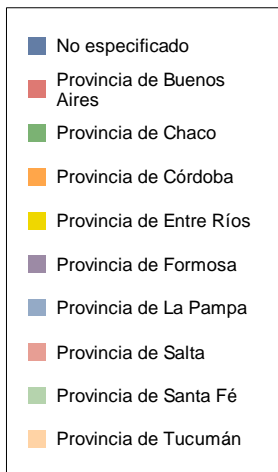 No especificado
Provincia de Buenos
Aires
Provincia de Chaco
Provincia de Córdoba
Provincia de Entre Ríos
Provincia de Formosa
Provincia de La Pampa
Provincia de Salta
Provincia de Santa Fé
Provincia de Tucumán